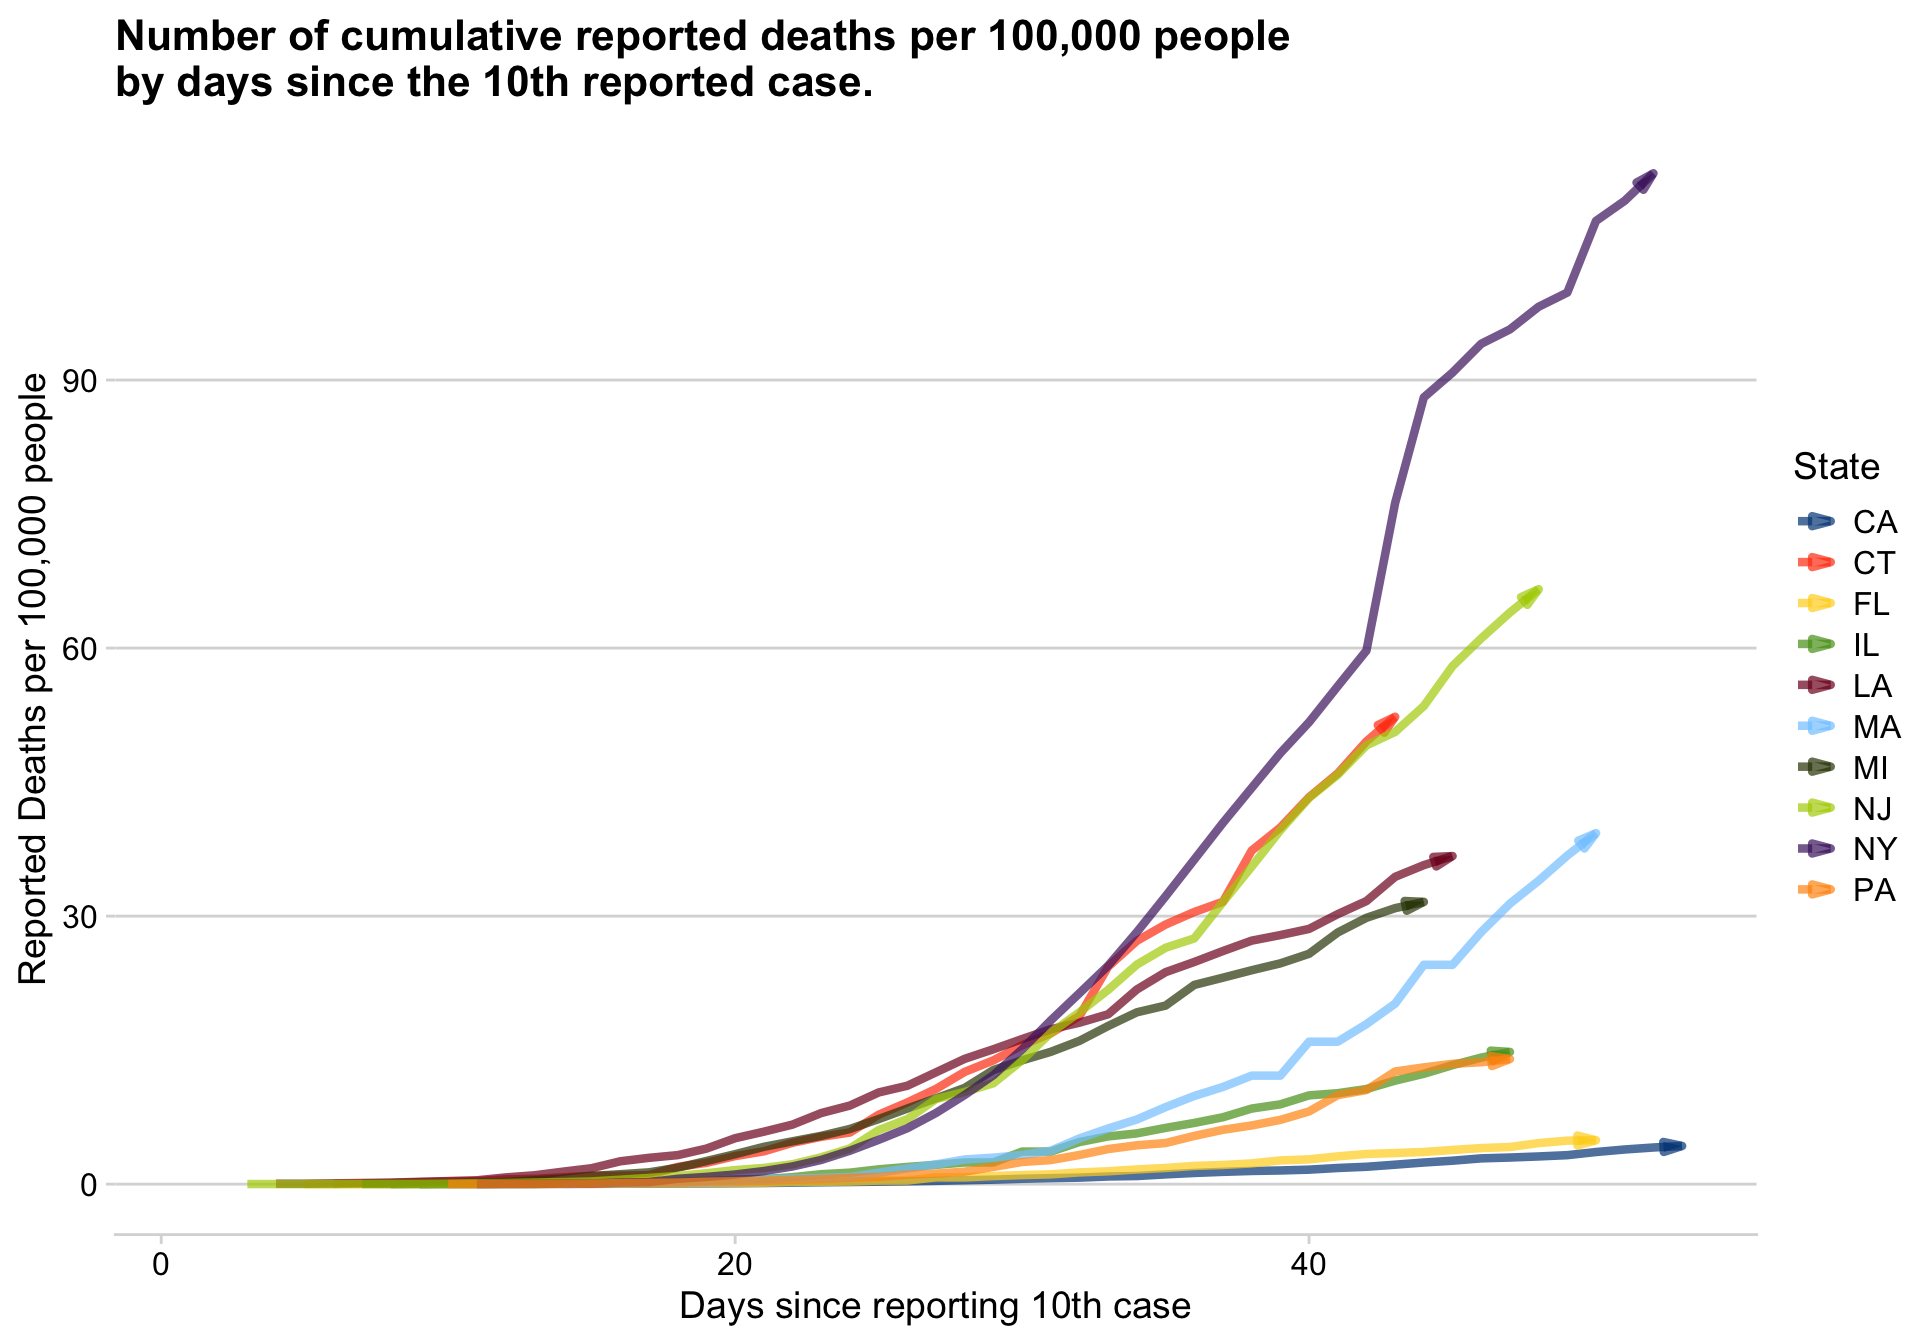 Number of cumulative reported deaths per 100,000 people
by days since the 10th reported case.
Reported Deaths per 100,000 people
90
60
30
0
0
20
40
Days since reporting 10th case
State
CA
CT
FL
IL
LA
MA
MI
NJ
NY
PA